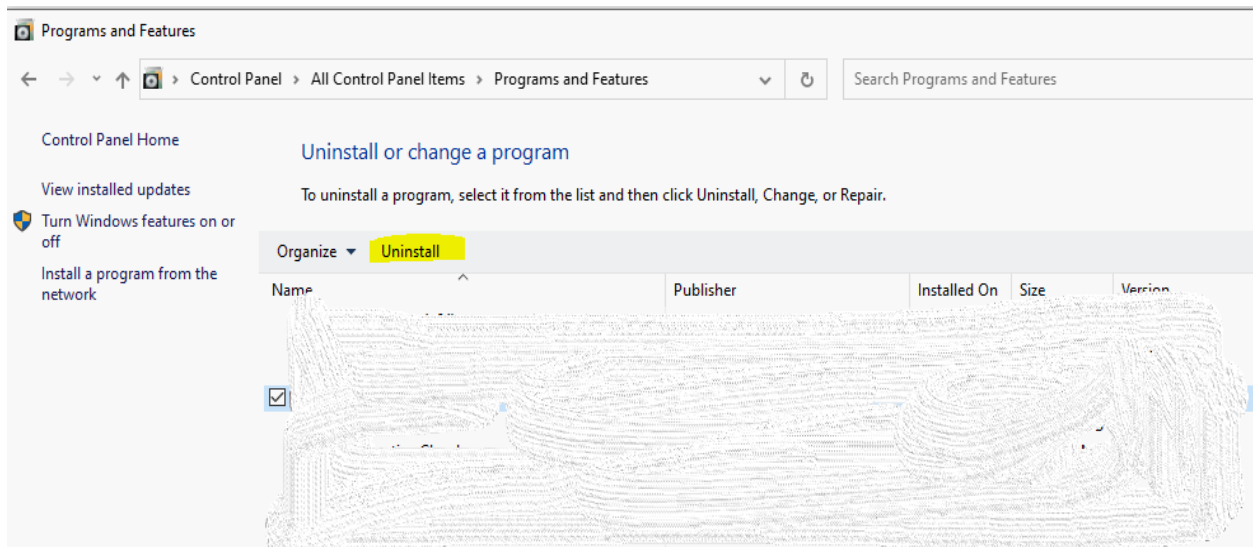 Programs and Features
Control Panel > All Control Panel Items > Programs and Features
Search Programs and Features
Control Panel Home
View installed updates
Turn Windows features on or
off
Install a program from the
network
Uninstall or change a program
To uninstall a program, select it from the list and then click Uninstall, Change, or Repair.
Organize Uninstall
Name Publisher Installed On Size Version